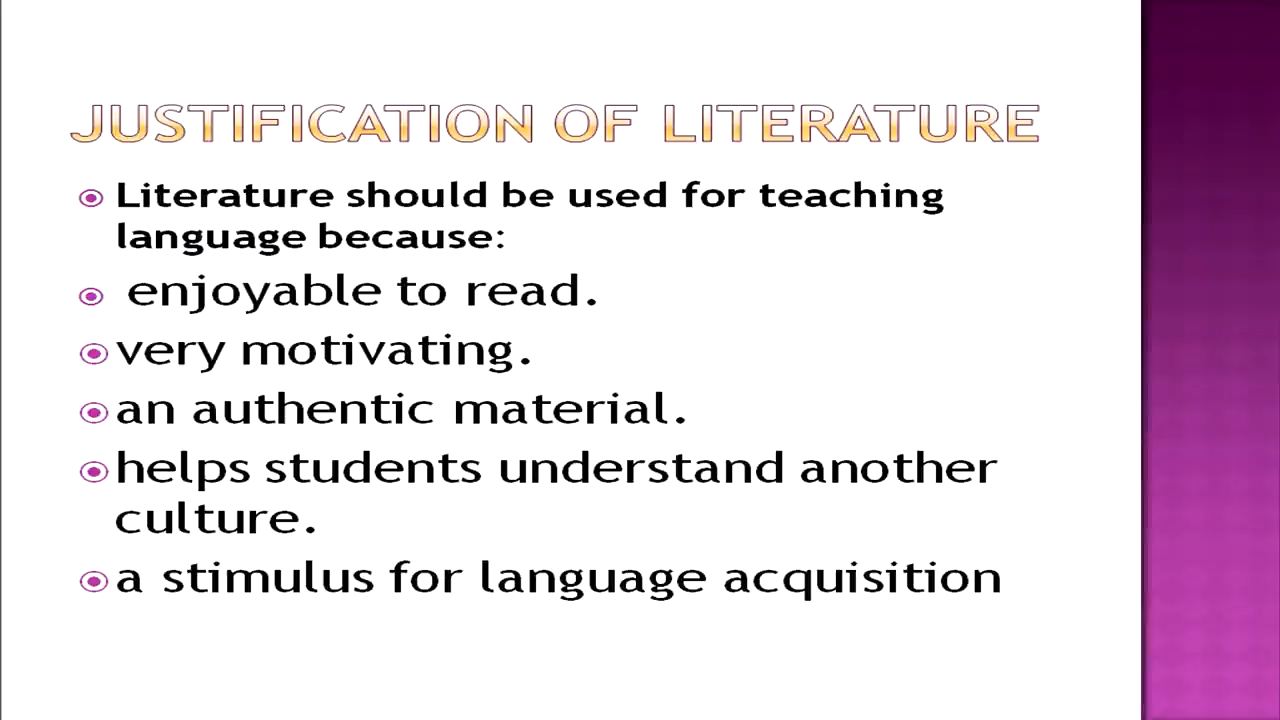 JUSTIFICATION OF LITERATURE
Literature should be used for teaching
language because:
enjoyable to read.
very motivating.
an authentic material.
helps students understand another
culture.
a stimulus for language acquisition